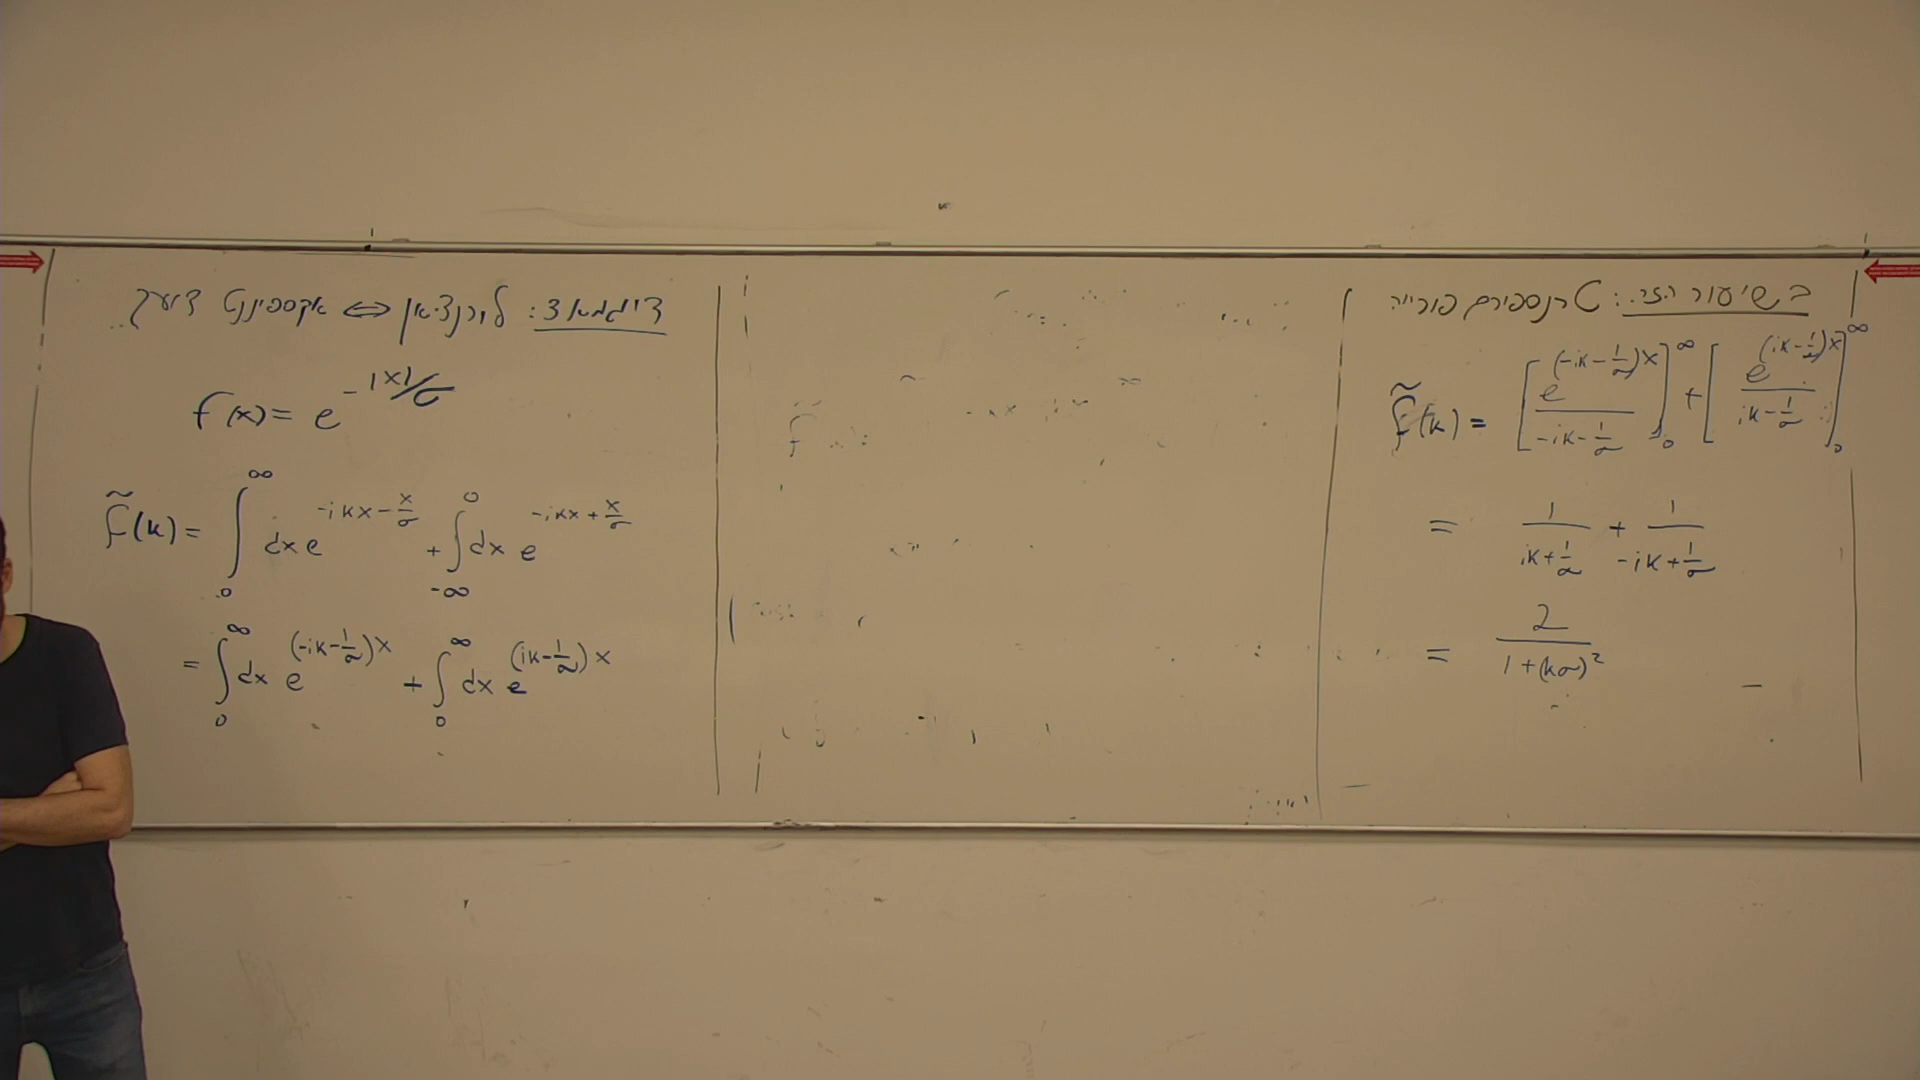 בשיעור הזה: טרנספורם פורייה
דוגמא 3: לורנציאן ⇔ אקספוננט דועך
f(x) = e^{-|x|/σ}
f̃(k) = ∫_0^∞ dx e^{-ikx - x/σ} + ∫_{-∞}^0 dx e^{-ikx + x/σ}
= ∫_0^∞ dx e^{(-ik - 1/σ)x} + ∫_0^∞ dx e^{(ik - 1/σ)x}
f̃(k) = [e^{(-ik - 1/σ)x} / (-ik - 1/σ)]_0^∞ + [e^{(ik - 1/σ)x} / (ik - 1/σ)]_0^∞
= 1/(ik + 1/σ) + 1/(-ik + 1/σ)
= 2/(1 + (kσ)²)